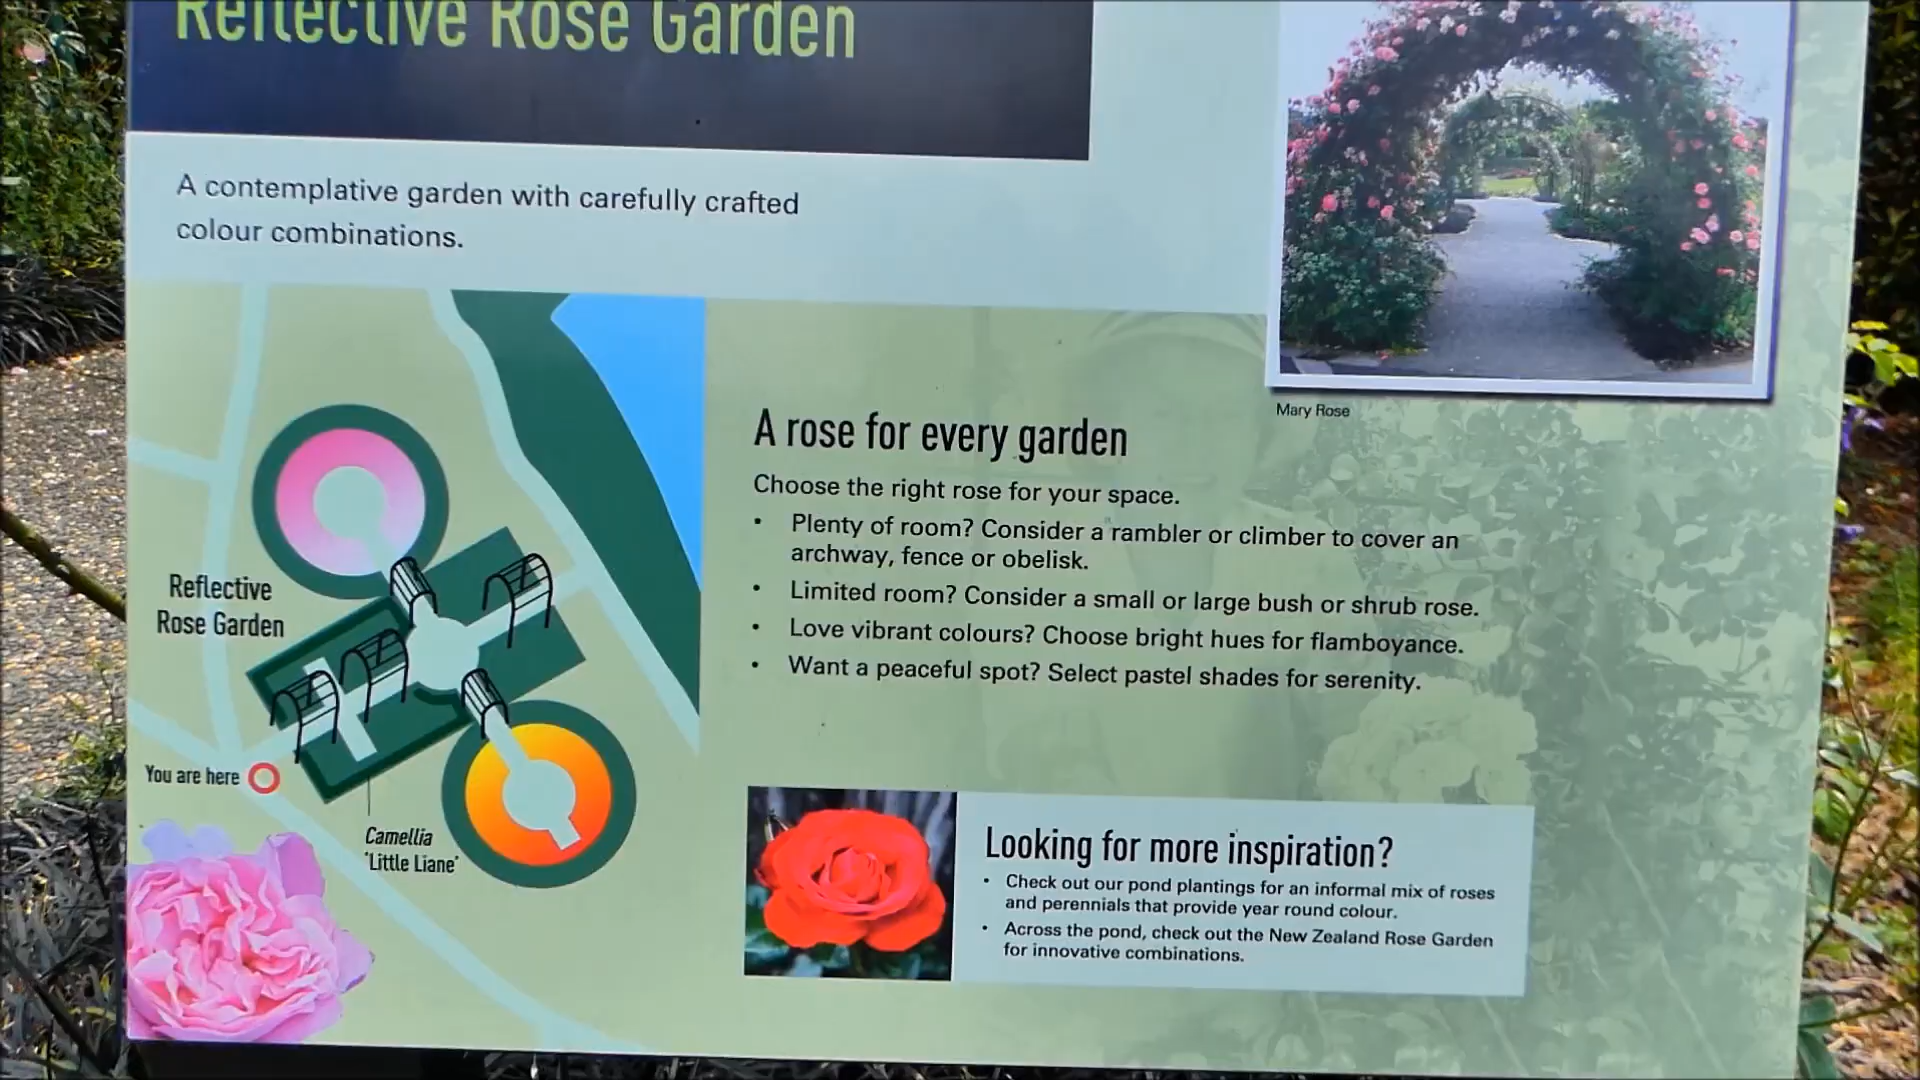 Reflective Rose Garden
A contemplative garden with carefully crafted
colour combinations.
Mary Rose
A rose for every garden
Choose the right rose for your space.
• Plenty of room? Consider a rambler or climber to cover an
archway, fence or obelisk.
• Limited room? Consider a small or large bush or shrub rose.
• Love vibrant colours? Choose bright hues for flamboyance.
• Want a peaceful spot? Select pastel shades for serenity.
Reflective
Rose Garden
You are here
Camellia
'Little Liane'
Looking for more inspiration?
• Check out our pond plantings for an informal mix of roses
and perennials that provide year round colour.
• Across the pond, check out the New Zealand Rose Garden
for innovative combinations.